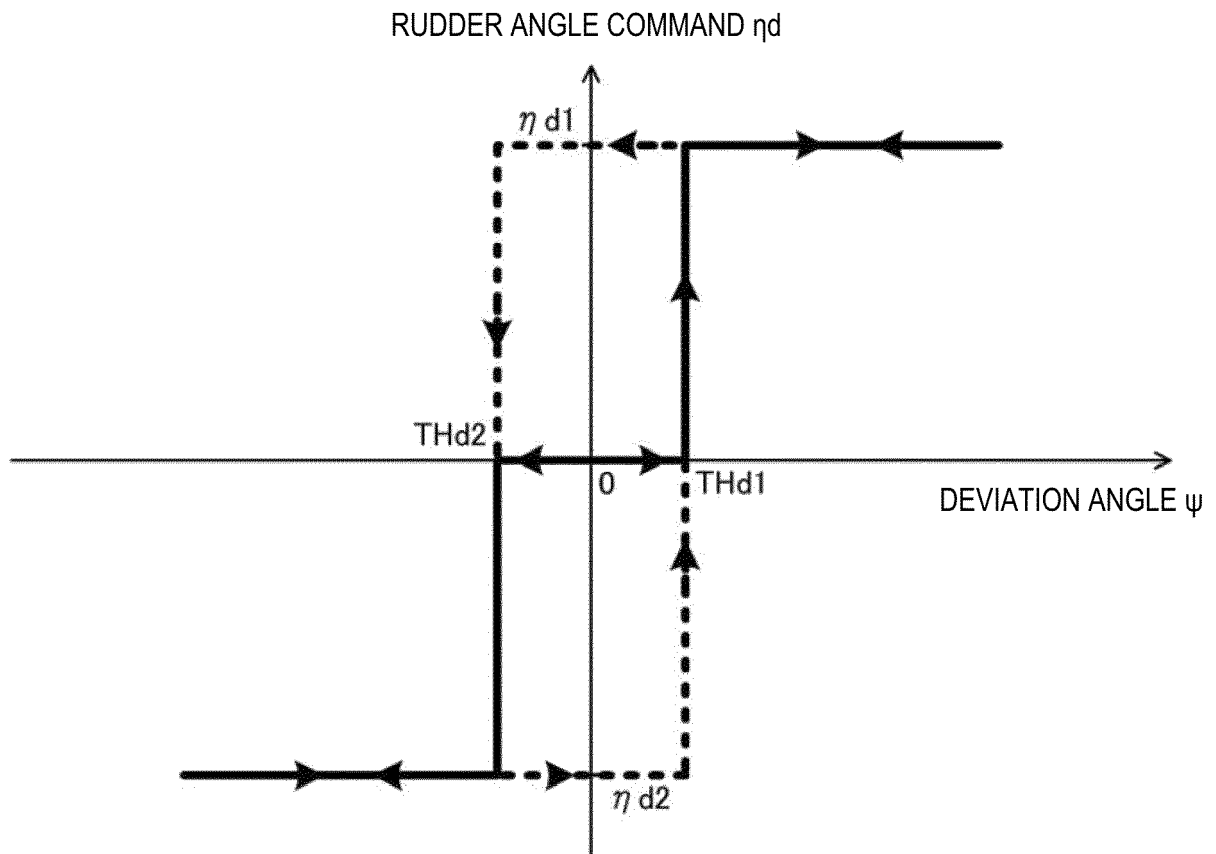 RUDDER ANGLE COMMAND ηd
η d1
THd2
0
THd1
DEVIATION ANGLE ψ
η d2